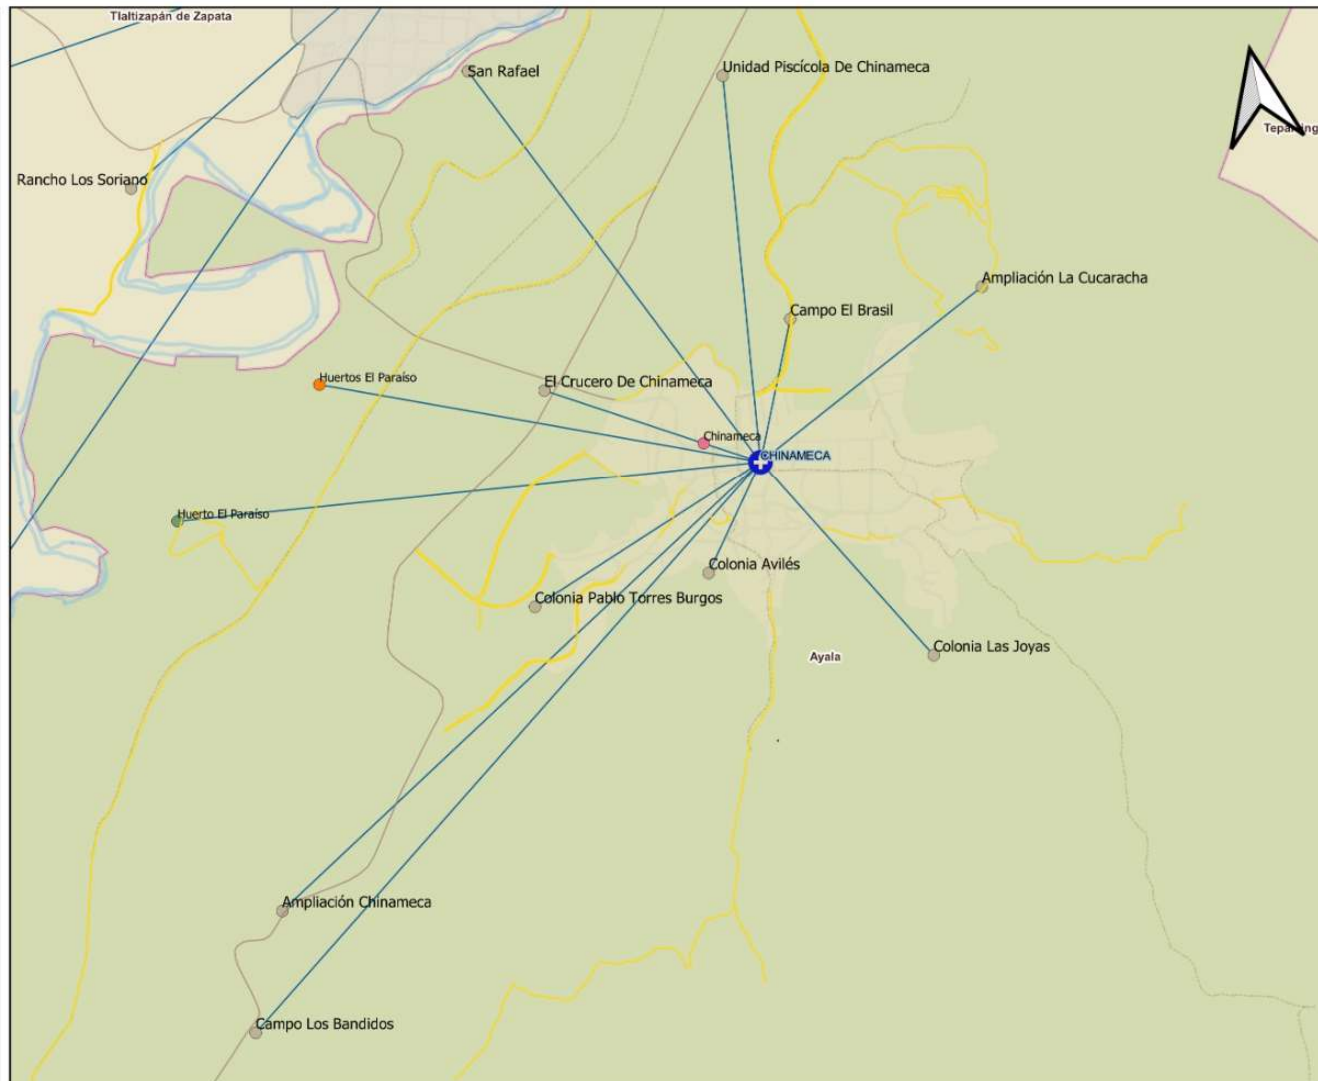 Tlaltizapán de Zapata
San Rafael
Unidad Piscícola De Chinameca
Rancho Los Soriano
Ampliación La Cucaracha
Campo El Brasil
Huertos El Paraíso
El Crucero De Chinameca
Chinameca
CHINAMECA
Huerto El Paraíso
Colonia Avilés
Colonia Pablo Torres Burgos
Colonia Las Joyas
Ayala
Ampliación Chinameca
Campo Los Bandidos